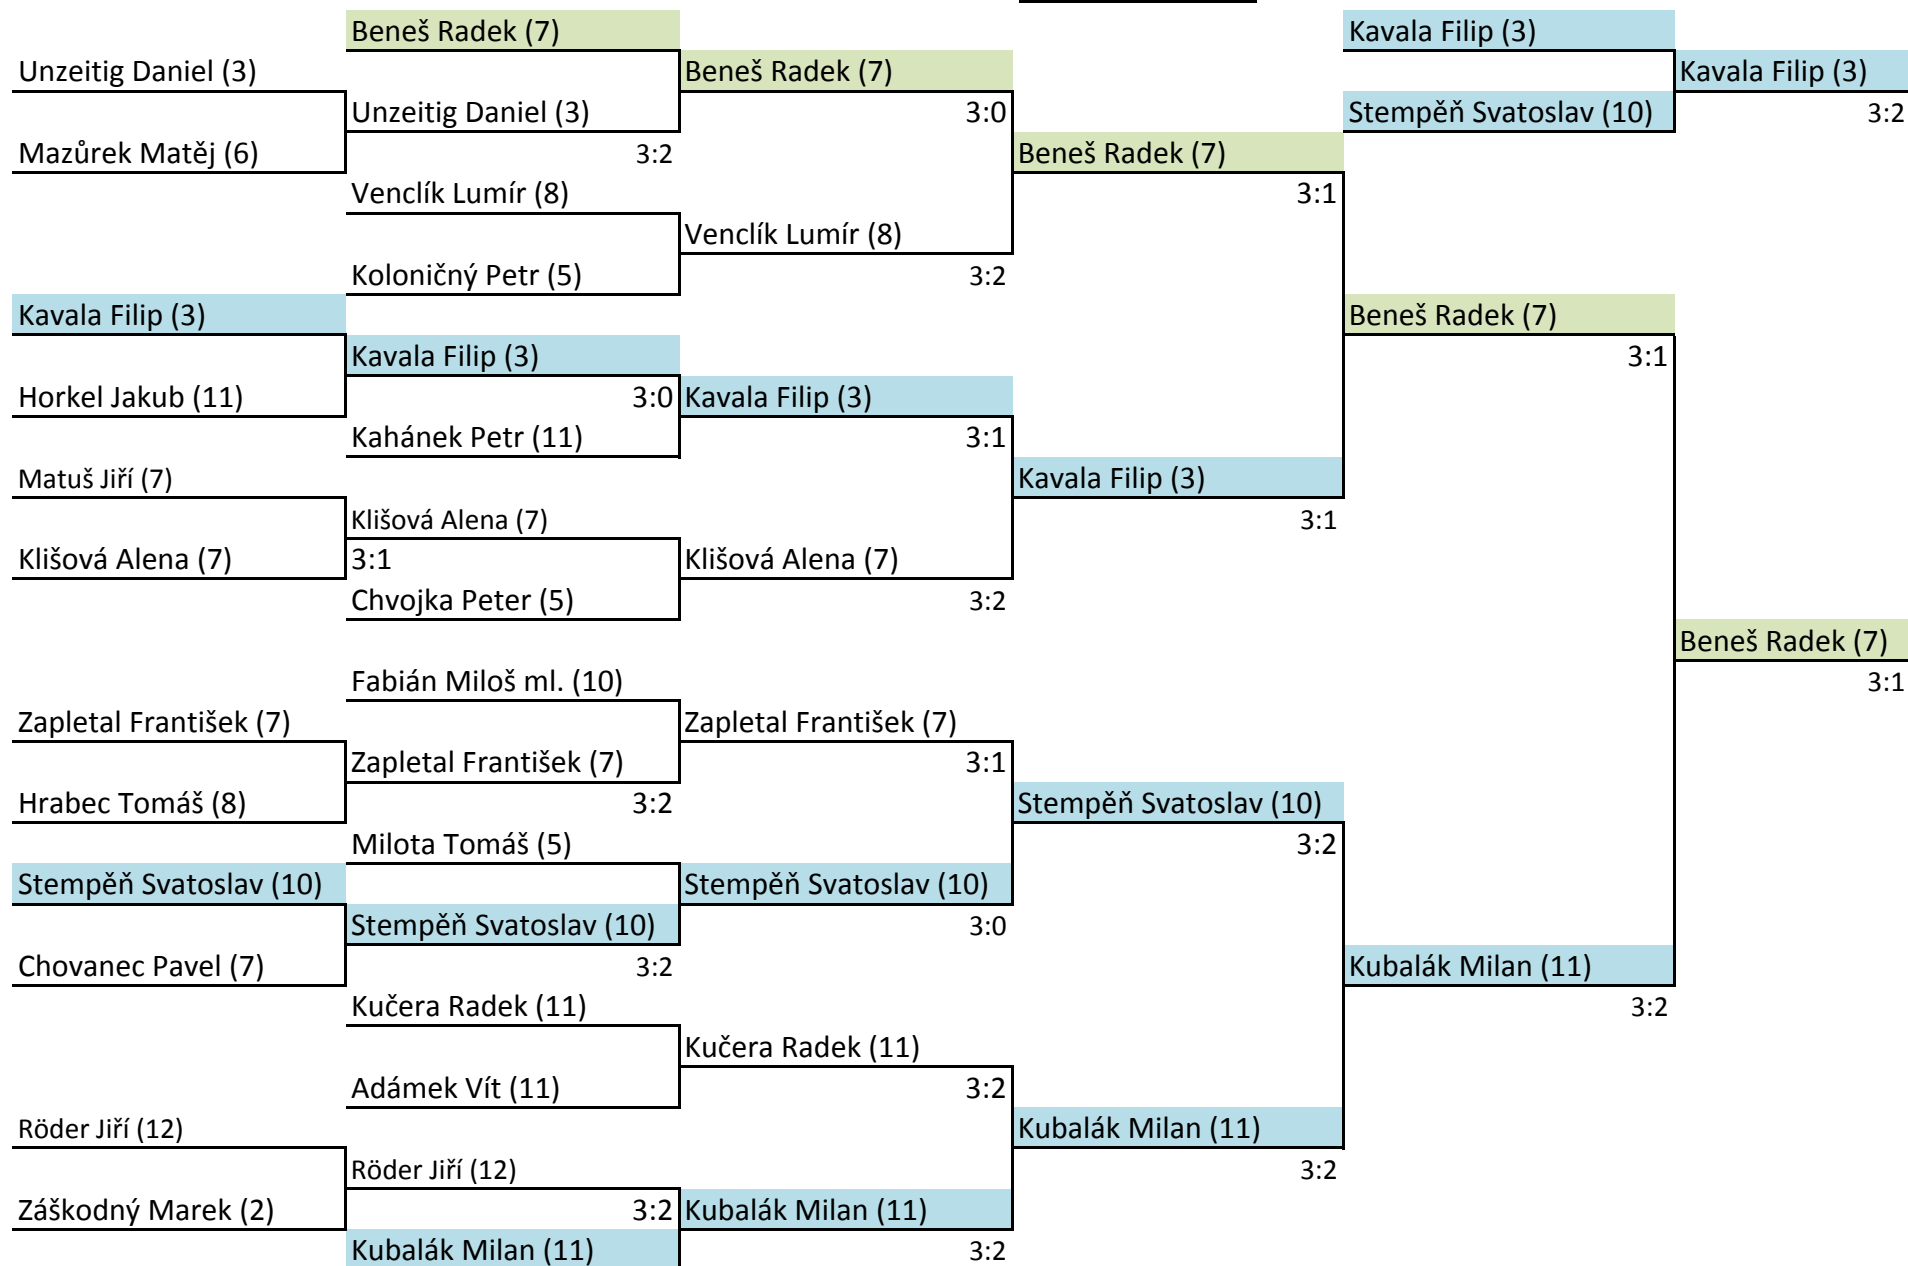 Beneš Radek (7)
Kavala Filip (3)
Unzeitig Daniel (3)
Beneš Radek (7)
Kavala Filip (3)
Unzeitig Daniel (3)
3:0
Stempěň Svatoslav (10)
3:2
Mazůrek Matěj (6)
3:2
Beneš Radek (7)
Venclík Lumír (8)
3:1
Venclík Lumír (8)
Koloničný Petr (5)
3:2
Kavala Filip (3)
Beneš Radek (7)
Kavala Filip (3)
3:1
Horkel Jakub (11)
3:0
Kavala Filip (3)
Kahánek Petr (11)
3:1
Matuš Jiří (7)
Kavala Filip (3)
Klišová Alena (7)
3:1
Klišová Alena (7)
3:1
Klišová Alena (7)
Chvojka Peter (5)
3:2
Beneš Radek (7)
Fabián Miloš ml. (10)
3:1
Zapletal František (7)
Zapletal František (7)
Zapletal František (7)
3:1
Hrabec Tomáš (8)
3:2
Stempěň Svatoslav (10)
Milota Tomáš (5)
3:2
Stempěň Svatoslav (10)
Stempěň Svatoslav (10)
Stempěň Svatoslav (10)
3:0
Chovanec Pavel (7)
3:2
Kubalák Milan (11)
Kučera Radek (11)
3:2
Kučera Radek (11)
Adámek Vít (11)
3:2
Röder Jiří (12)
Kubalák Milan (11)
Röder Jiří (12)
3:2
Záškodný Marek (2)
3:2
Kubalák Milan (11)
Kubalák Milan (11)
3:2